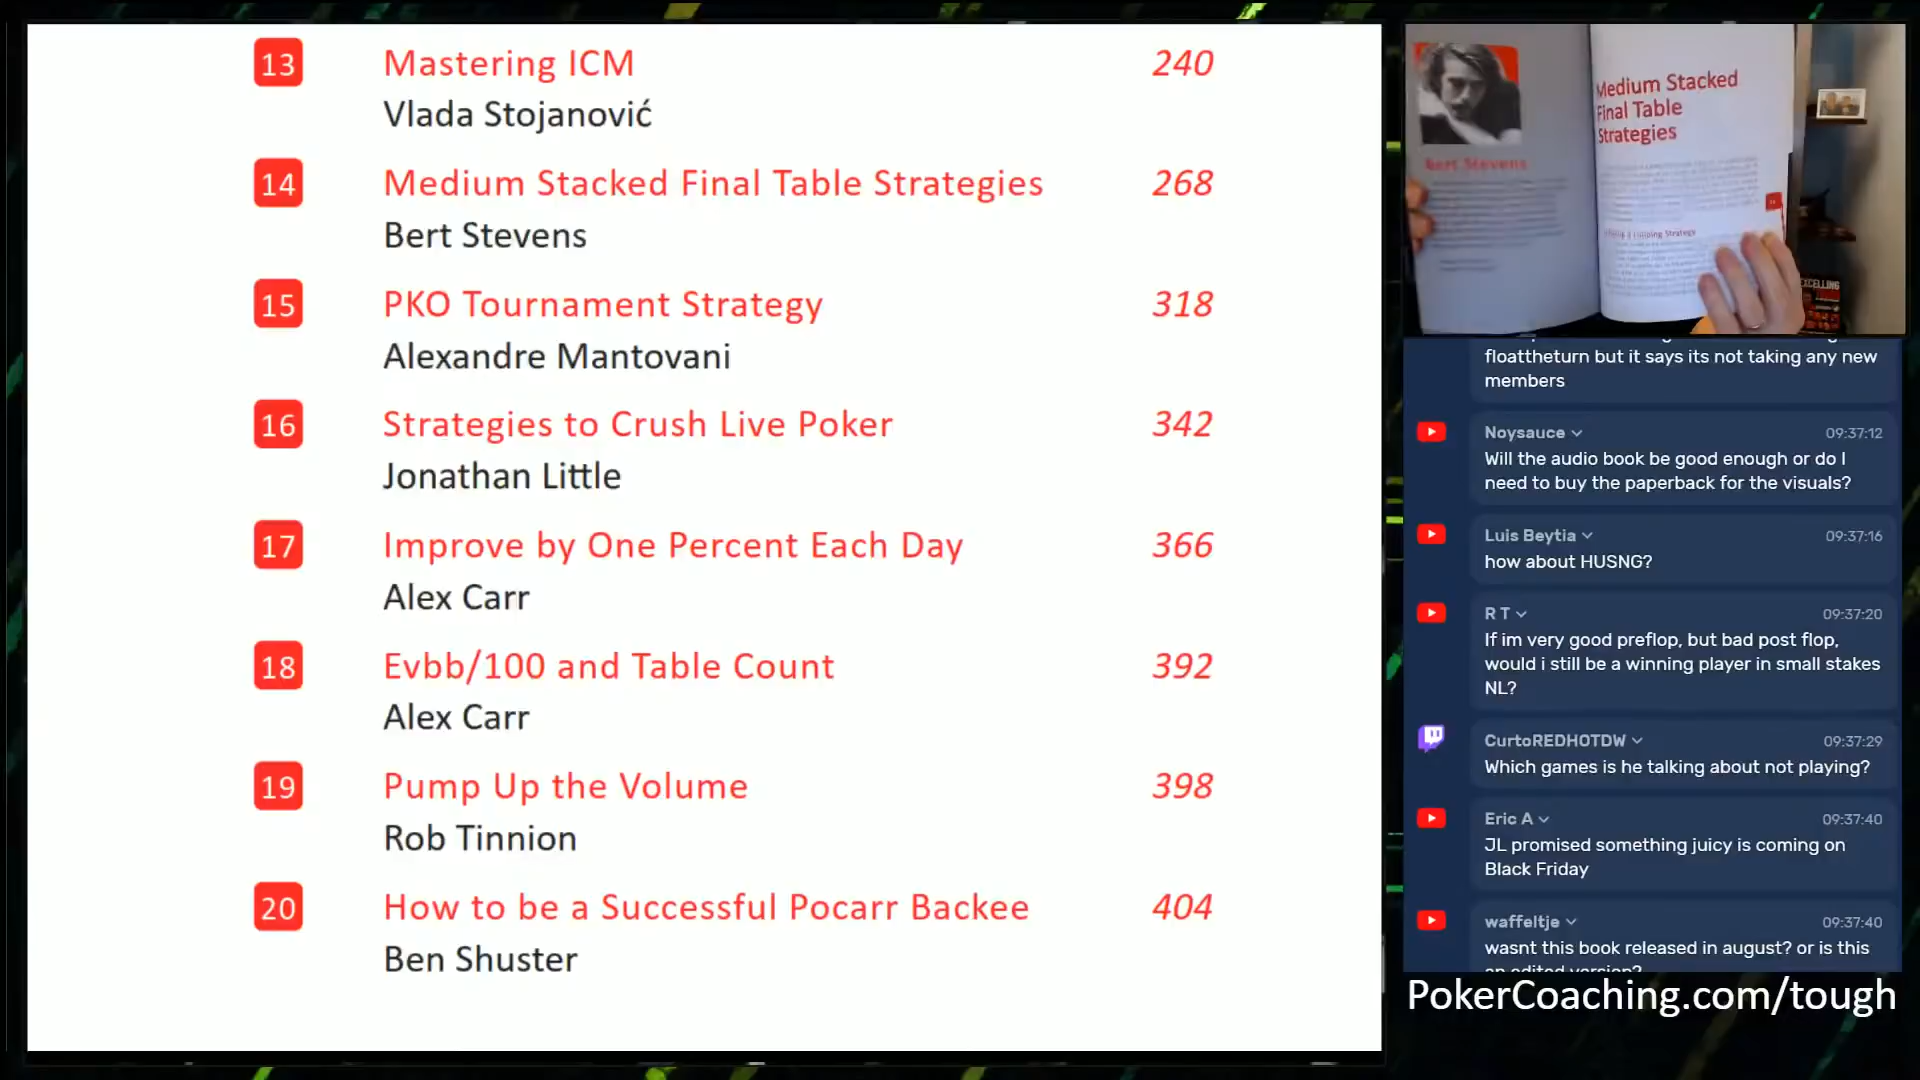 13 Mastering ICM 240
Vlada Stojanović
14 Medium Stacked Final Table Strategies 268
Bert Stevens
15 PKO Tournament Strategy 318
Alexandre Mantovani
16 Strategies to Crush Live Poker 342
Jonathan Little
17 Improve by One Percent Each Day 366
Alex Carr
18 Evbb/100 and Table Count 392
Alex Carr
19 Pump Up the Volume 398
Rob Tinnion
20 How to be a Successful Pocarr Backee 404
Ben Shuster
Bert Stevens
Medium Stacked
Final Table
Strategies
Limping Strategy
EXCELLING
floattheturn but it says its not taking any new
members
Noysauce 09:37:12
Will the audio book be good enough or do I
need to buy the paperback for the visuals?
Luis Beytia 09:37:16
how about HUSNG?
R T 09:37:20
If im very good preflop, but bad post flop,
would i still be a winning player in small stakes
NL?
CurtoREDHOTDW 09:37:29
Which games is he talking about not playing?
Eric A 09:37:40
JL promised something juicy is coming on
Black Friday
waffeltje 09:37:40
wasnt this book released in august? or is this
an edited version?
PokerCoaching.com/tough